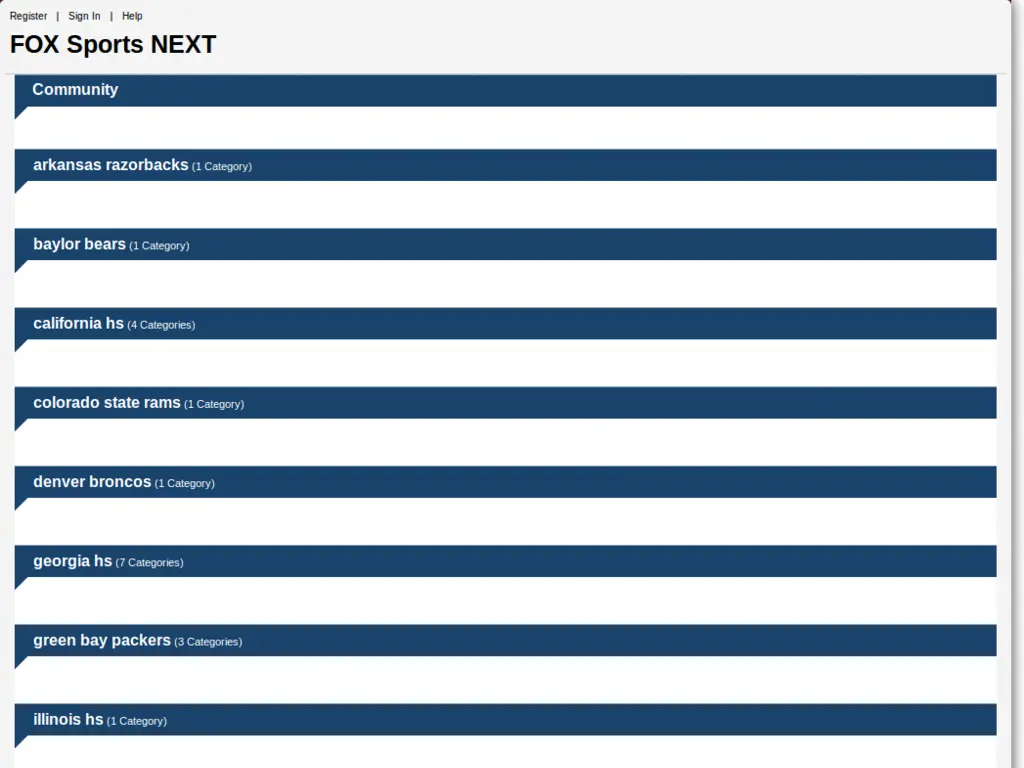 Register | Sign In | Help
FOX Sports NEXT
Community
arkansas razorbacks (1 Category)
baylor bears (1 Category)
california hs (4 Categories)
colorado state rams (1 Category)
denver broncos (1 Category)
georgia hs (7 Categories)
green bay packers (3 Categories)
illinois hs (1 Category)